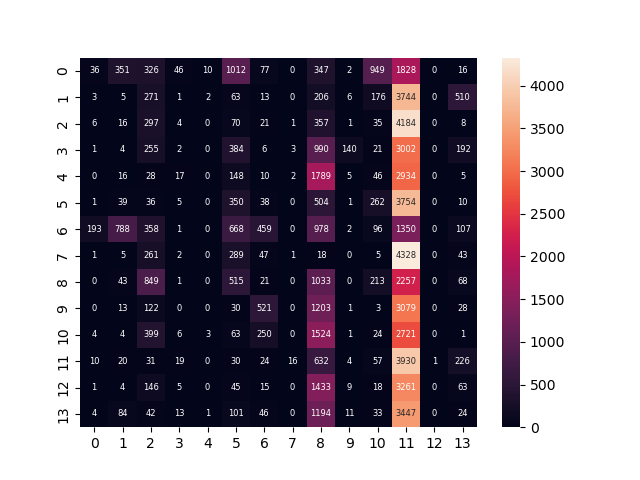 0 36 351 326 46 10 1012 77 0 347 2 949 1828 0 16
1 3 5 271 1 2 63 13 0 206 6 176 3744 0 510
2 6 16 297 4 0 70 21 1 357 1 35 4184 0 8
3 1 4 255 2 0 384 6 3 990 140 21 3002 0 192
4 0 16 28 17 0 148 10 2 1789 5 46 2934 0 5
5 1 39 36 5 0 350 38 0 504 1 262 3754 0 10
6 193 788 358 1 0 668 459 0 978 2 96 1350 0 107
7 1 5 261 2 0 289 47 1 18 0 5 4328 0 43
8 0 43 849 1 0 515 21 0 1033 0 213 2257 0 68
9 0 13 122 0 0 30 521 0 1203 1 3 3079 0 28
10 4 4 399 6 3 63 250 0 1524 1 24 2721 0 1
11 10 20 31 19 0 30 24 16 632 4 57 3930 1 226
12 1 4 146 5 0 45 15 0 1433 9 18 3261 0 63
13 4 84 42 13 1 101 46 0 1194 11 33 3447 0 24
0 1 2 3 4 5 6 7 8 9 10 11 12 13
4000
3500
3000
2500
2000
1500
1000
500
0